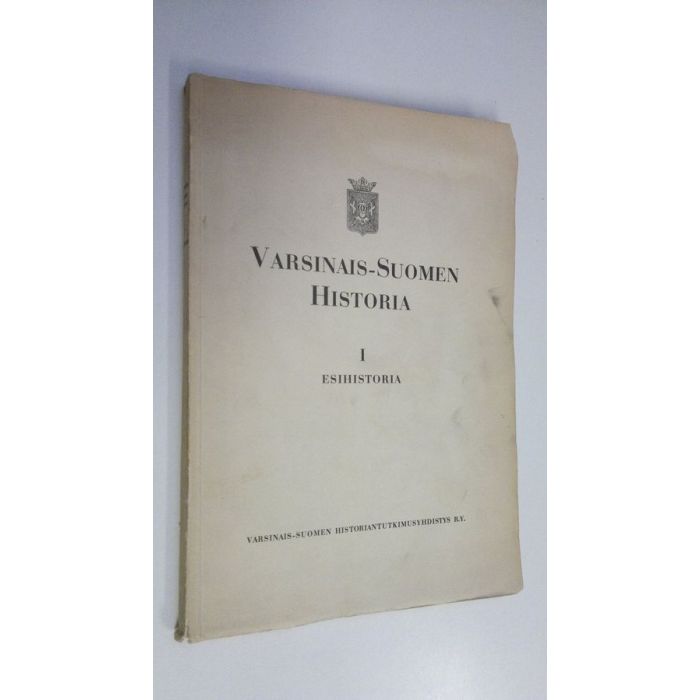 VARSINAIS-SUOMEN
HISTORIA
I
ESIHISTORIA
VARSINAIS-SUOMEN HISTORIANTUTKIMUSYHDISTYS R.Y.